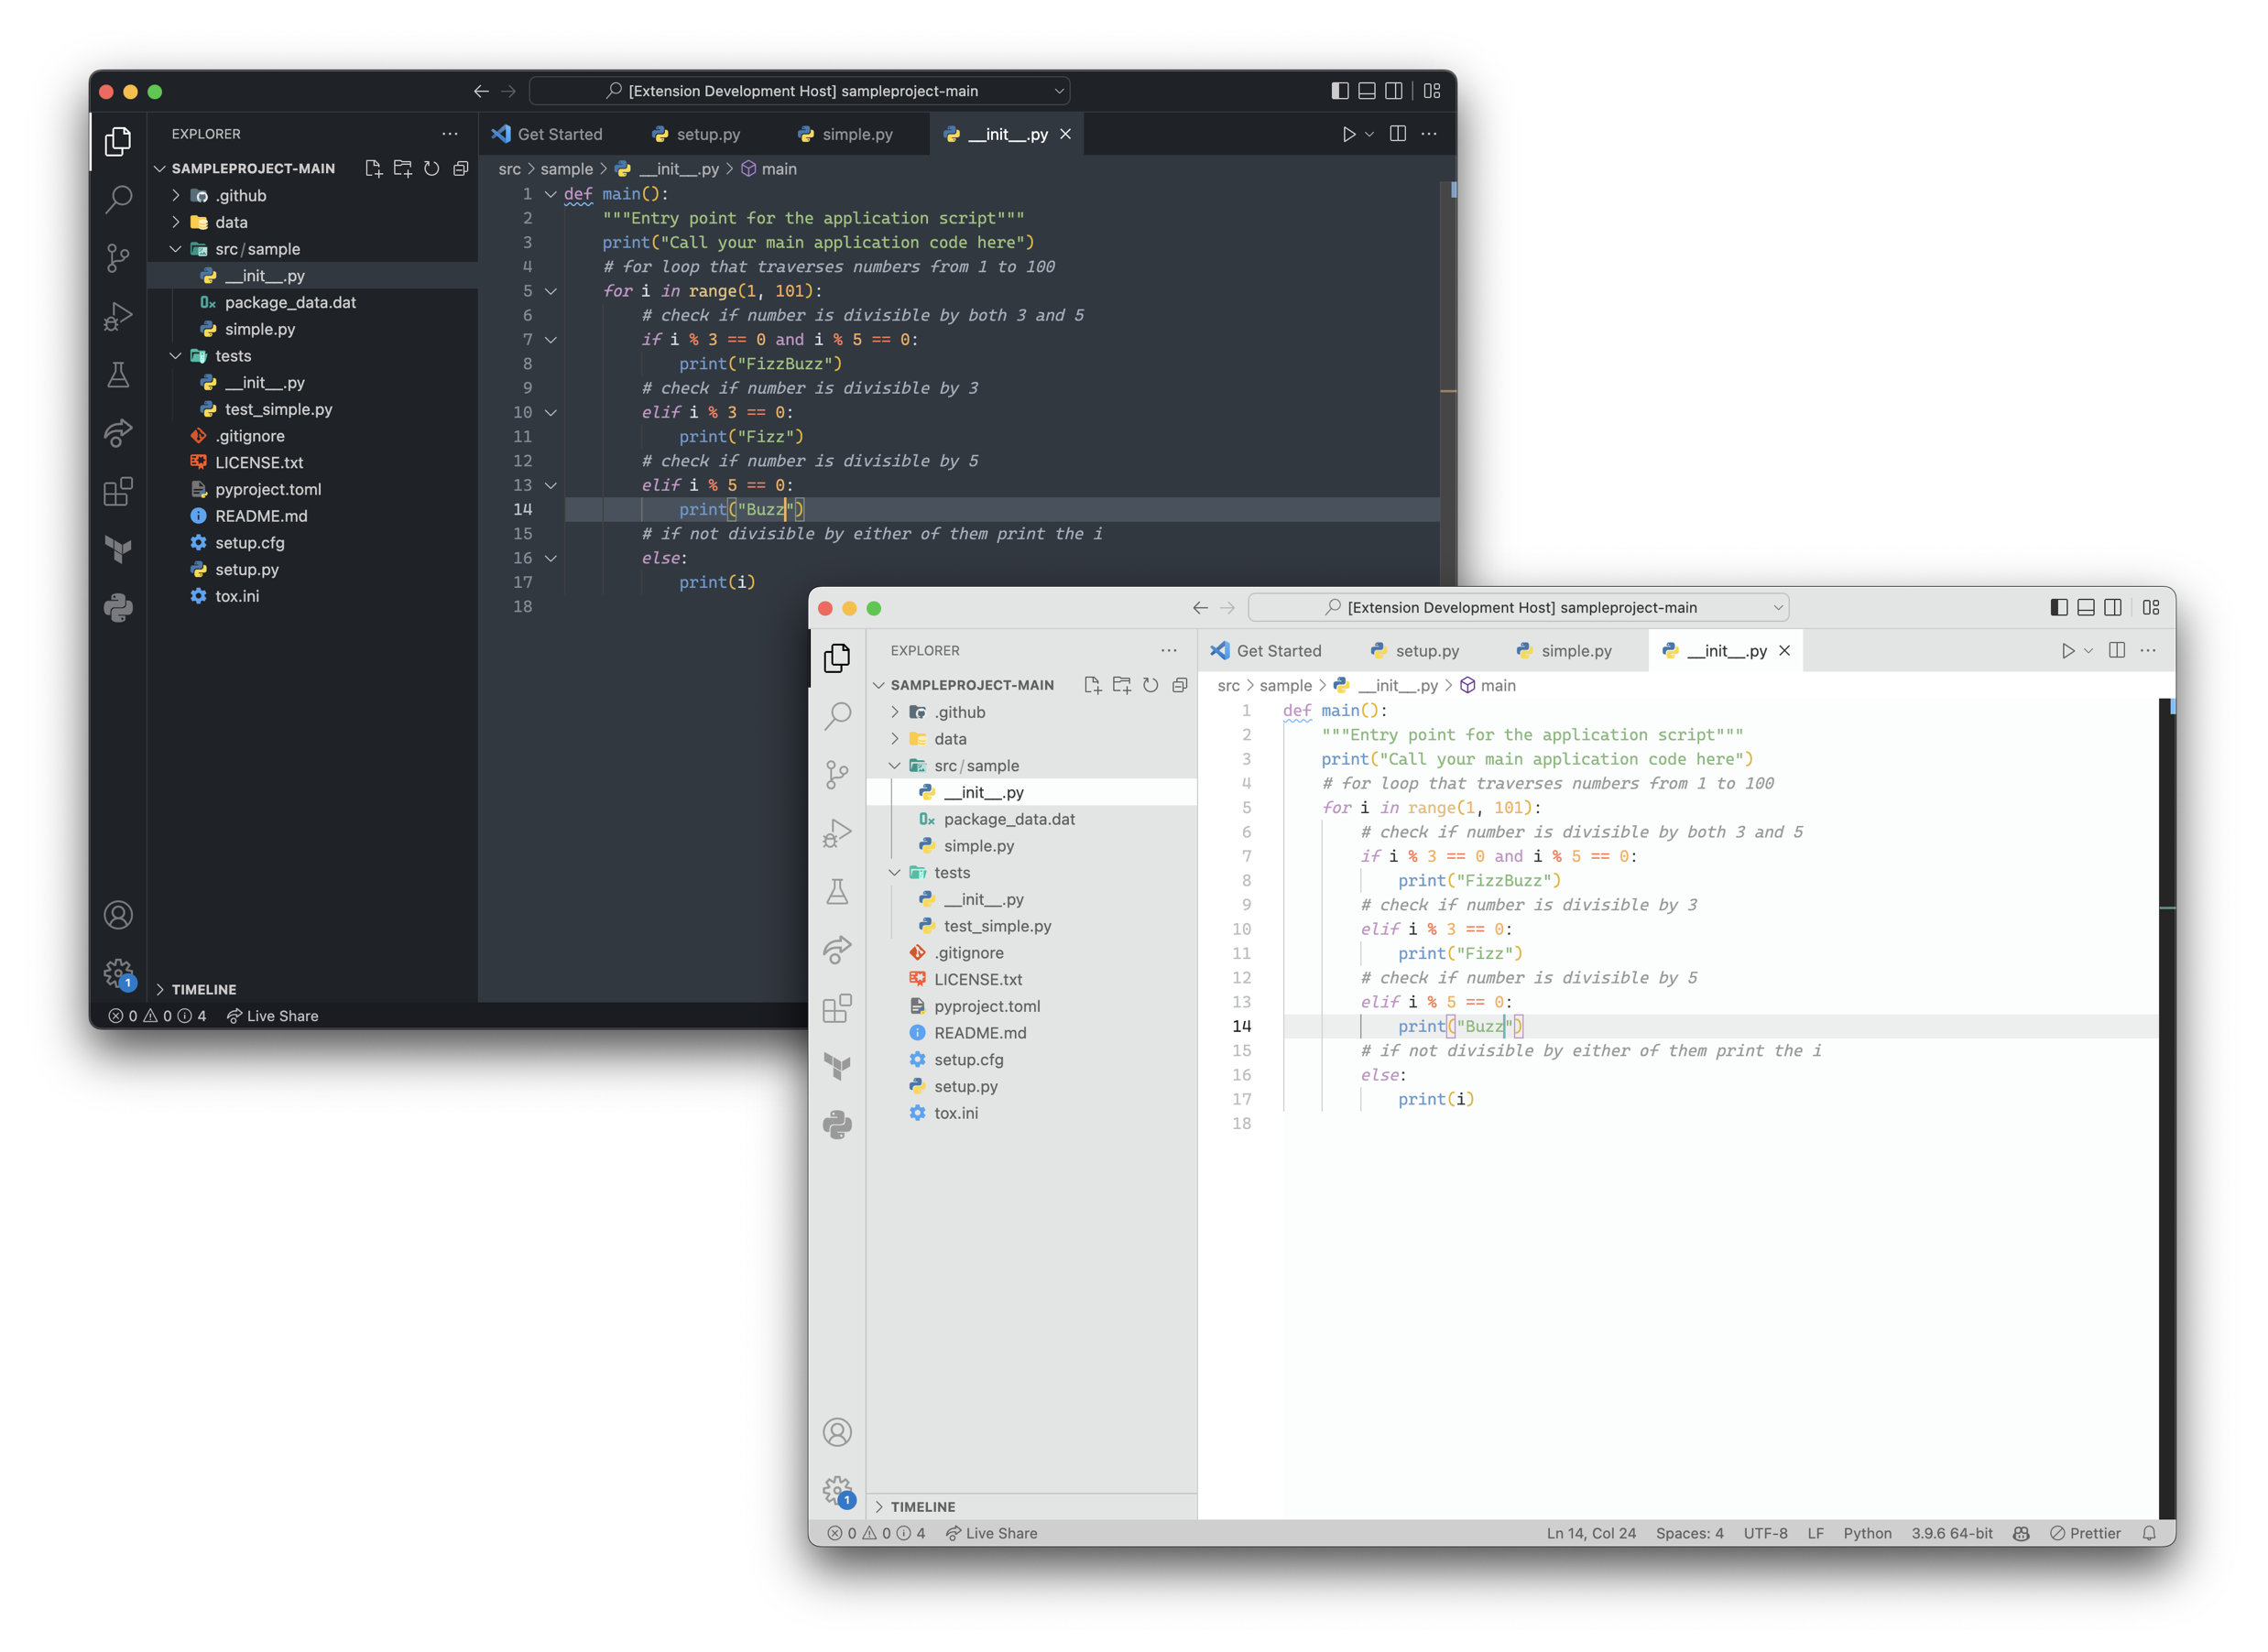 [Extension Development Host] sampleproject-main
EXPLORER
SAMPLEPROJECT-MAIN
.github
data
src/sample
__init__.py
package_data.dat
simple.py
tests
__init__.py
test_simple.py
.gitignore
LICENSE.txt
pyproject.toml
README.md
setup.cfg
setup.py
tox.ini
TIMELINE
Get Started setup.py simple.py __init__.py
src > sample > __init__.py > main
1 def main():
2 """Entry point for the application script"""
3 print("Call your main application code here")
4 # for loop that traverses numbers from 1 to 100
5 for i in range(1, 101):
6 # check if number is divisible by both 3 and 5
7 if i % 3 == 0 and i % 5 == 0:
8 print("FizzBuzz")
9 # check if number is divisible by 3
10 elif i % 3 == 0:
11 print("Fizz")
12 # check if number is divisible by 5
13 elif i % 5 == 0:
14 print("Buzz")
15 # if not divisible by either of them print the i
16 else:
17 print(i)
18
1
0 0 4 Live Share
[Extension Development Host] sampleproject-main
EXPLORER
SAMPLEPROJECT-MAIN
.github
data
src/sample
__init__.py
package_data.dat
simple.py
tests
__init__.py
test_simple.py
.gitignore
LICENSE.txt
pyproject.toml
README.md
setup.cfg
setup.py
tox.ini
TIMELINE
Get Started setup.py simple.py __init__.py
src > sample > __init__.py > main
1 def main():
2 """Entry point for the application script"""
3 print("Call your main application code here")
4 # for loop that traverses numbers from 1 to 100
5 for i in range(1, 101):
6 # check if number is divisible by both 3 and 5
7 if i % 3 == 0 and i % 5 == 0:
8 print("FizzBuzz")
9 # check if number is divisible by 3
10 elif i % 3 == 0:
11 print("Fizz")
12 # check if number is divisible by 5
13 elif i % 5 == 0:
14 print("Buzz")
15 # if not divisible by either of them print the i
16 else:
17 print(i)
18
1
0 0 4 Live Share Ln 14, Col 24 Spaces: 4 UTF-8 LF Python 3.9.6 64-bit Prettier